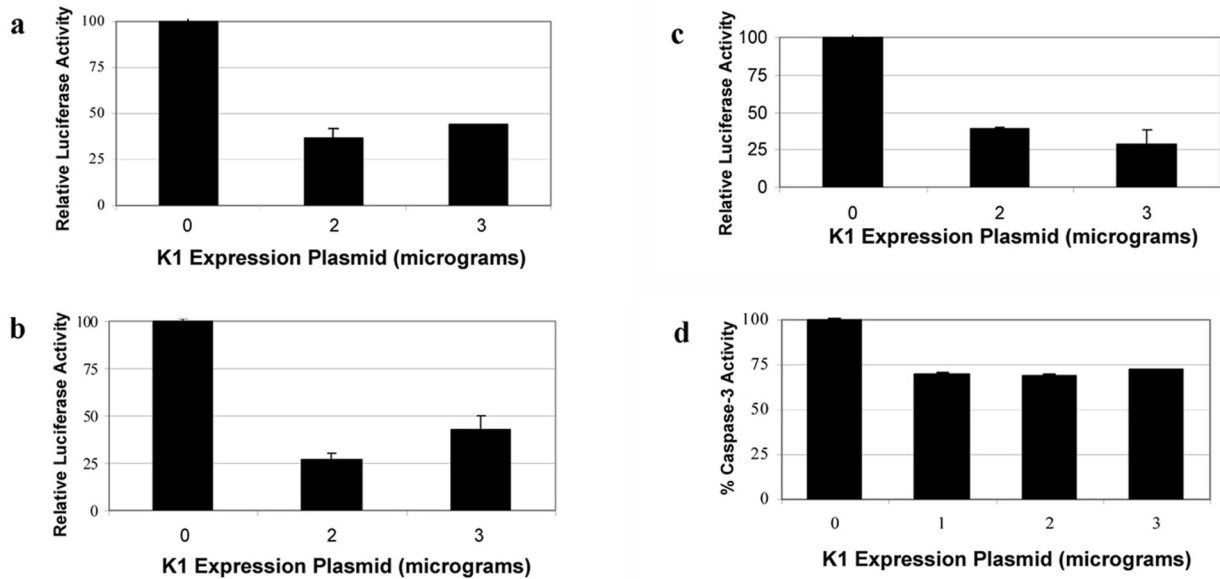 a
Relative Luciferase Activity
100
75
50
25
0
0 2 3
K1 Expression Plasmid (micrograms)
b
Relative Luciferase Activity
100
75
50
25
0
0 2 3
K1 Expression Plasmid (micrograms)
c
Relative Luciferase Activity
100
75
50
25
0
0 2 3
K1 Expression Plasmid (micrograms)
d
% Caspase-3 Activity
100
75
50
25
0
0 1 2 3
K1 Expression Plasmid (micrograms)